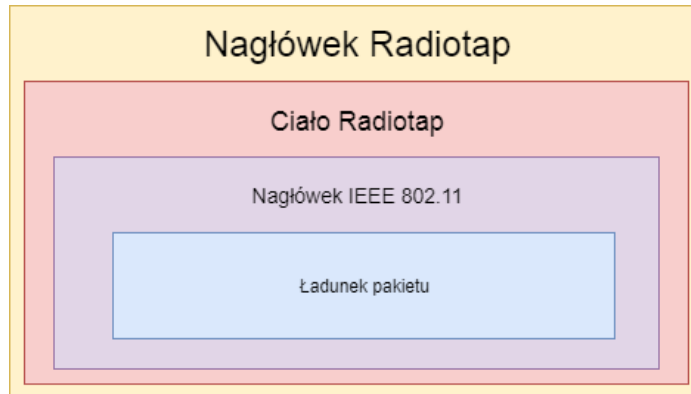 Nagłówek Radiotap
Ciało Radiotap
Nagłówek IEEE 802.11
Ładunek pakietu